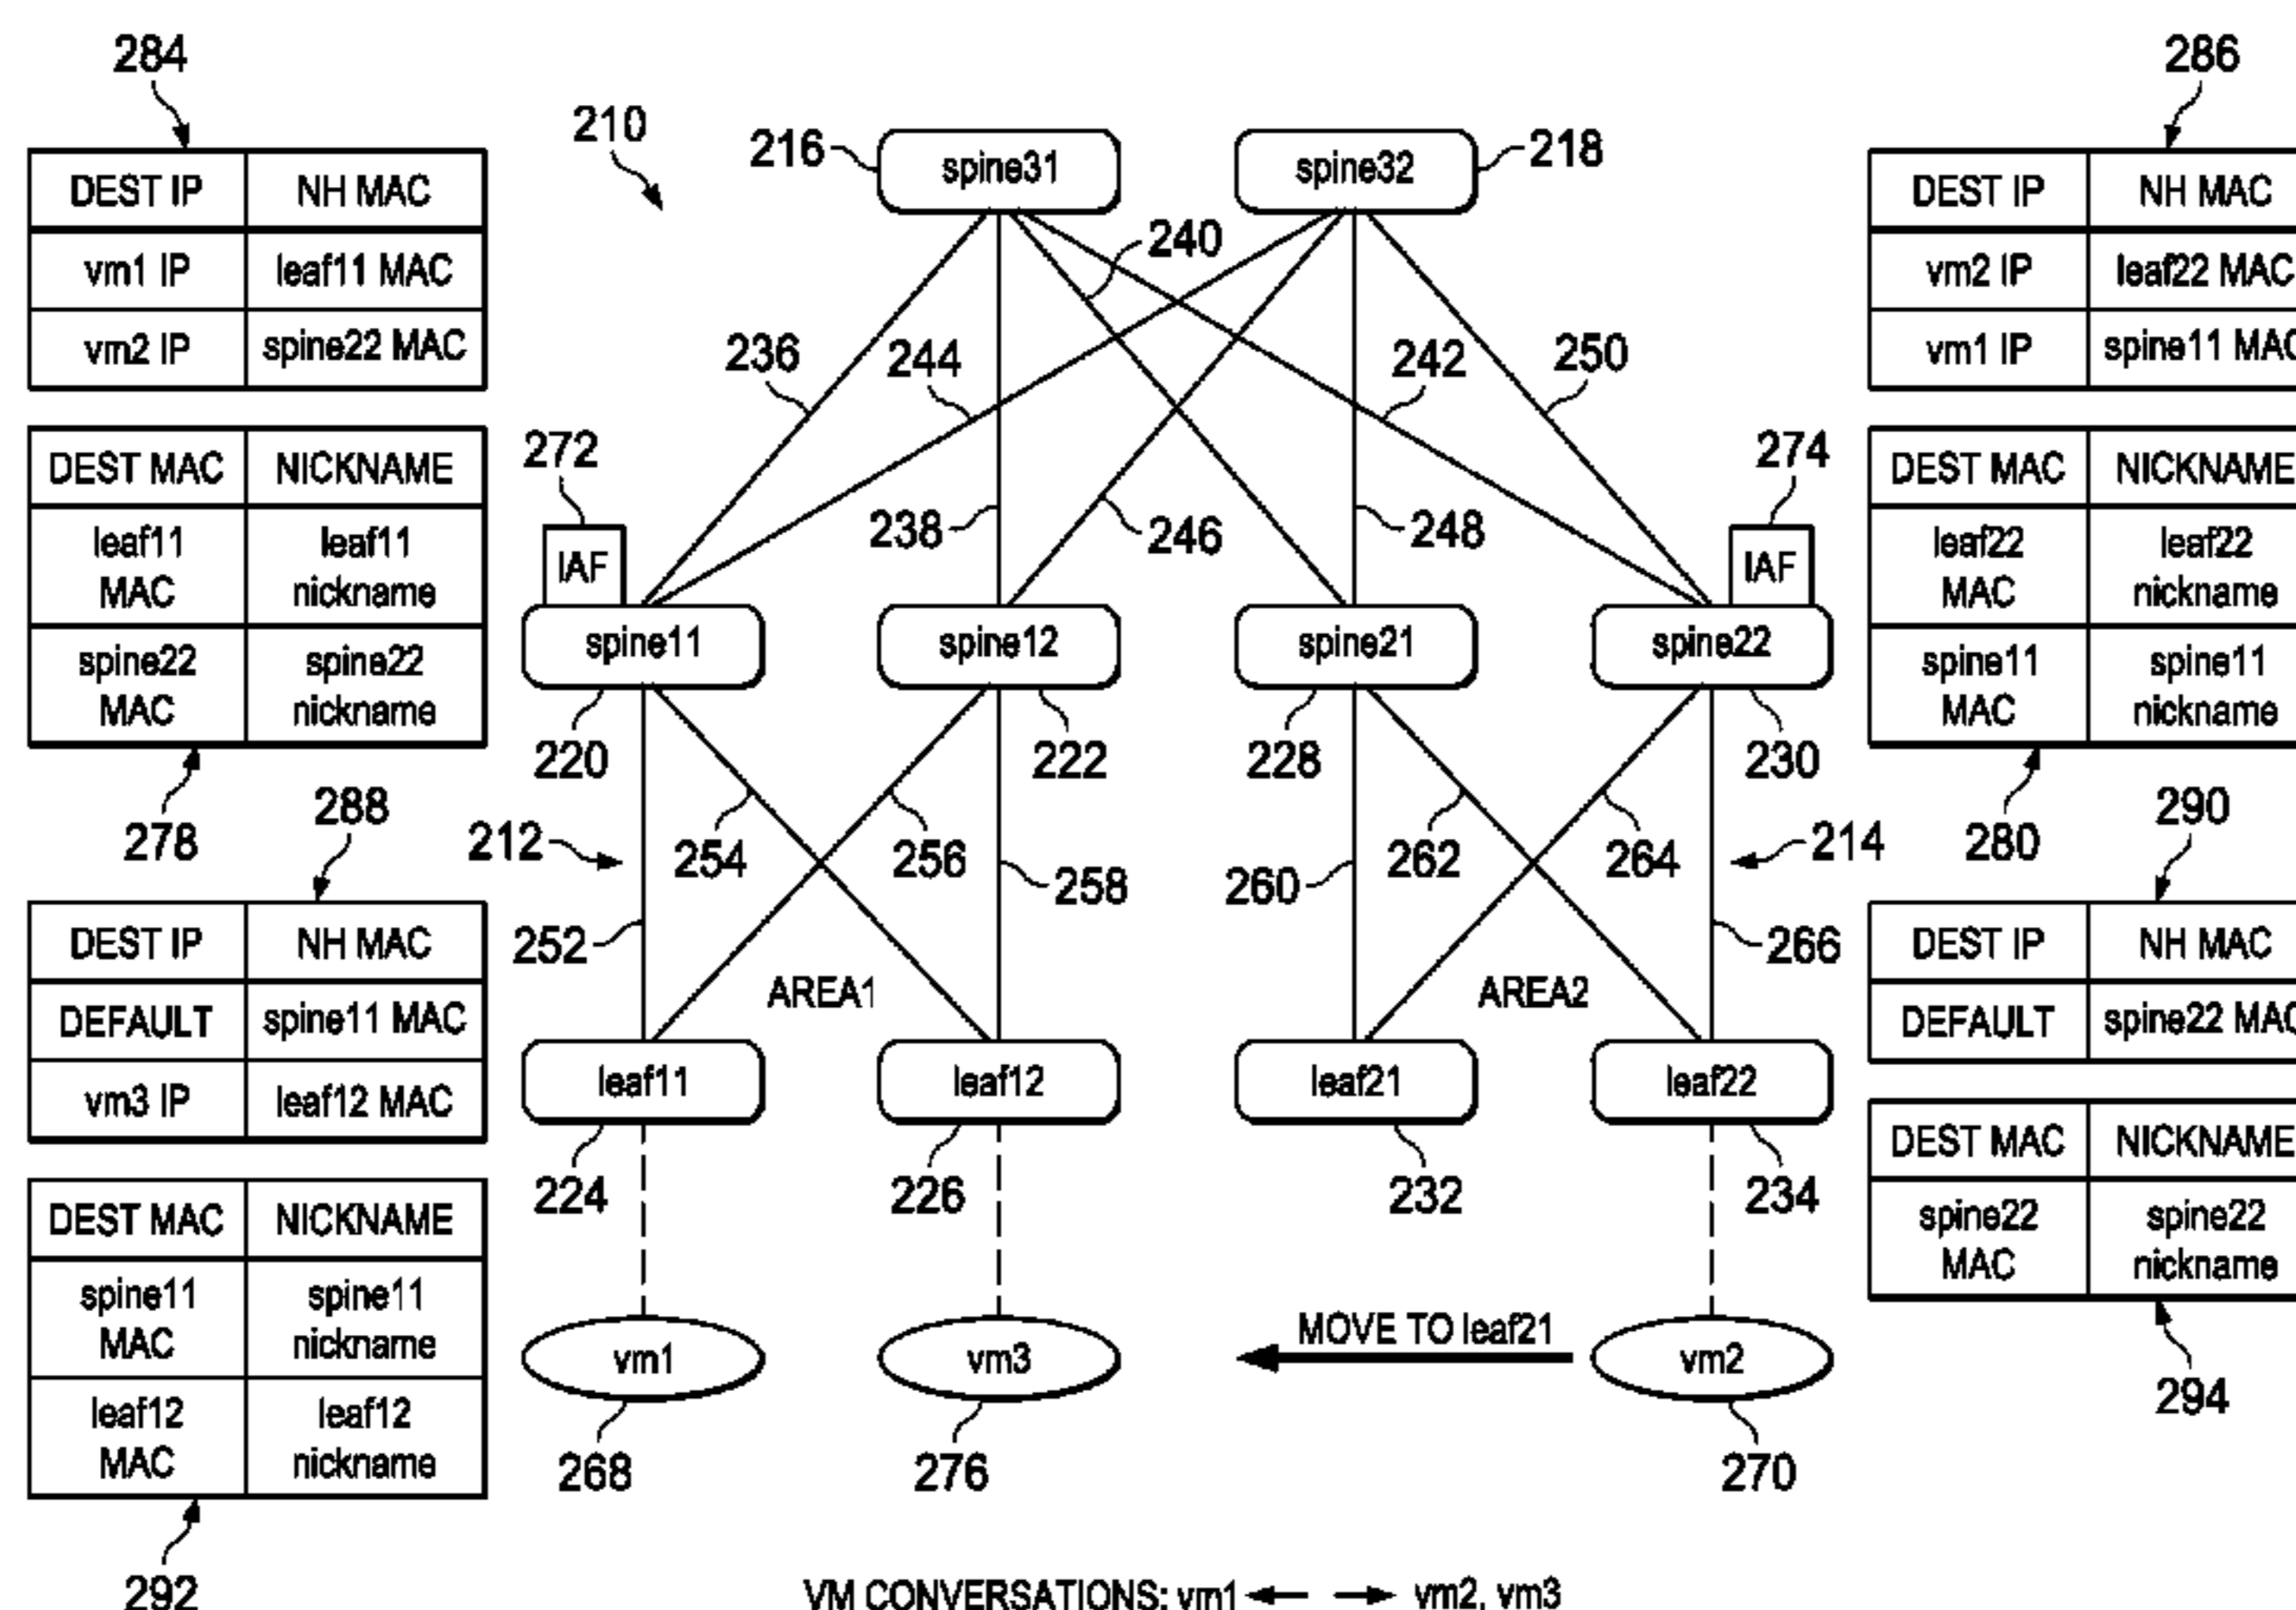 284
286
210
216
spine31
spine32
218
DEST IP NH MAC
vm1 IP leaf11 MAC
vm2 IP spine22 MAC
DEST IP NH MAC
vm2 IP leaf22 MAC
vm1 IP spine11 MAC
240
236
244
242
250
272
274
DEST MAC NICKNAME
leaf11 MAC leaf11 nickname
spine22 MAC spine22 nickname
IAF
238
246
248
IAF
DEST MAC NICKNAME
leaf22 MAC leaf22 nickname
spine11 MAC spine11 nickname
spine11
spine12
spine21
spine22
220
222
228
230
278
288
212
254
256
258
260
262
264
214
280
290
252
AREA1
AREA2
266
DEST IP NH MAC
DEFAULT spine11 MAC
vm3 IP leaf12 MAC
DEST IP NH MAC
DEFAULT spine22 MAC
leaf11
leaf12
leaf21
leaf22
224
226
232
234
DEST MAC NICKNAME
spine11 MAC spine11 nickname
leaf12 MAC leaf12 nickname
DEST MAC NICKNAME
spine22 MAC spine22 nickname
MOVE TO leaf21
vm1
vm3
vm2
268
276
270
294
292
VM CONVERSATIONS: vm1 vm2, vm3